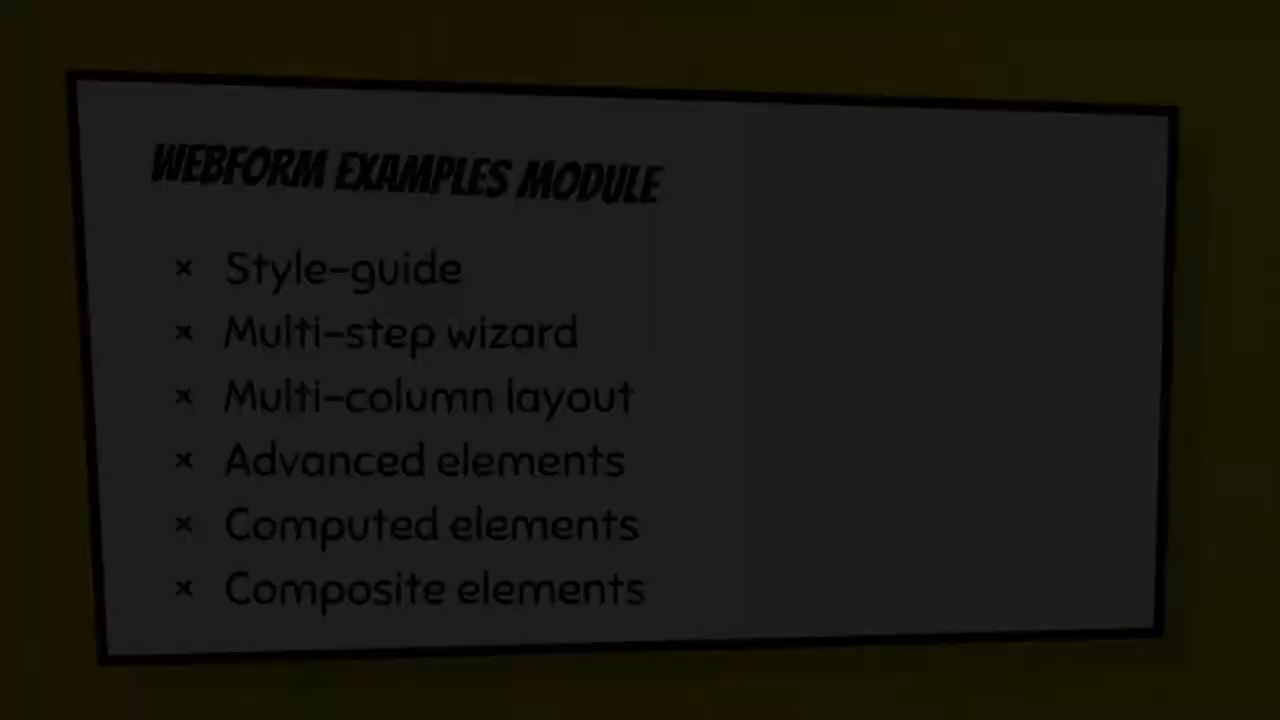 WEBFORM EXAMPLES MODULE
× Style-guide
× Multi-step wizard
× Multi-column layout
× Advanced elements
× Computed elements
× Composite elements